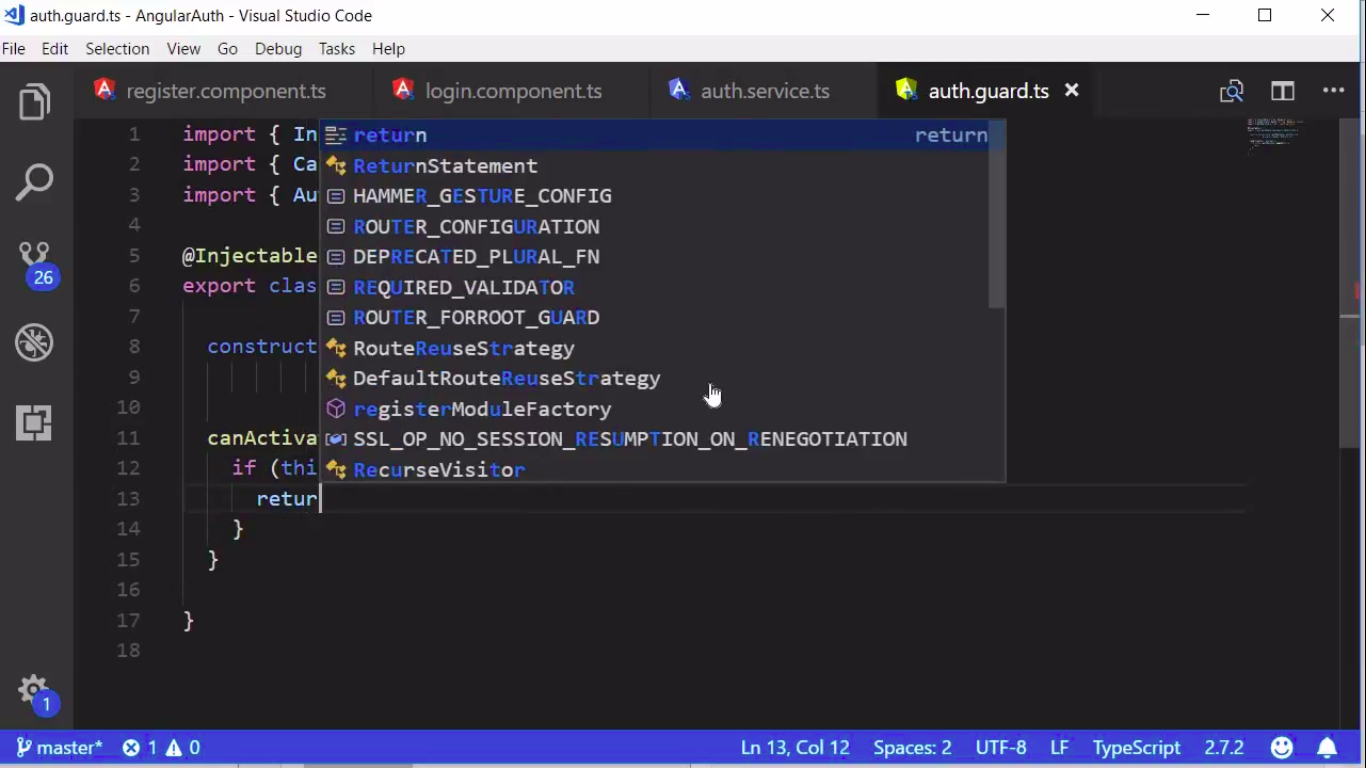 auth.guard.ts - AngularAuth - Visual Studio Code
File Edit Selection View Go Debug Tasks Help
register.component.ts login.component.ts auth.service.ts auth.guard.ts
1 import { In return return
2 import { Ca ReturnStatement
3 import { Au HAMMER_GESTURE_CONFIG
4 ROUTER_CONFIGURATION
5 @Injectable DEPRECATED_PLURAL_FN
6 export clas REQUIRED_VALIDATOR
7 ROUTER_FORROOT_GUARD
8 construct RouteReuseStrategy
9 DefaultRouteReuseStrategy
10 registerModuleFactory
11 canActiva SSL_OP_NO_SESSION_RESUMPTION_ON_RENEGOTIATION
12 if (thi RecurseVisitor
13 retur
14 }
15 }
16
17 }
18
26
1
master* 1 0 Ln 13, Col 12 Spaces: 2 UTF-8 LF TypeScript 2.7.2